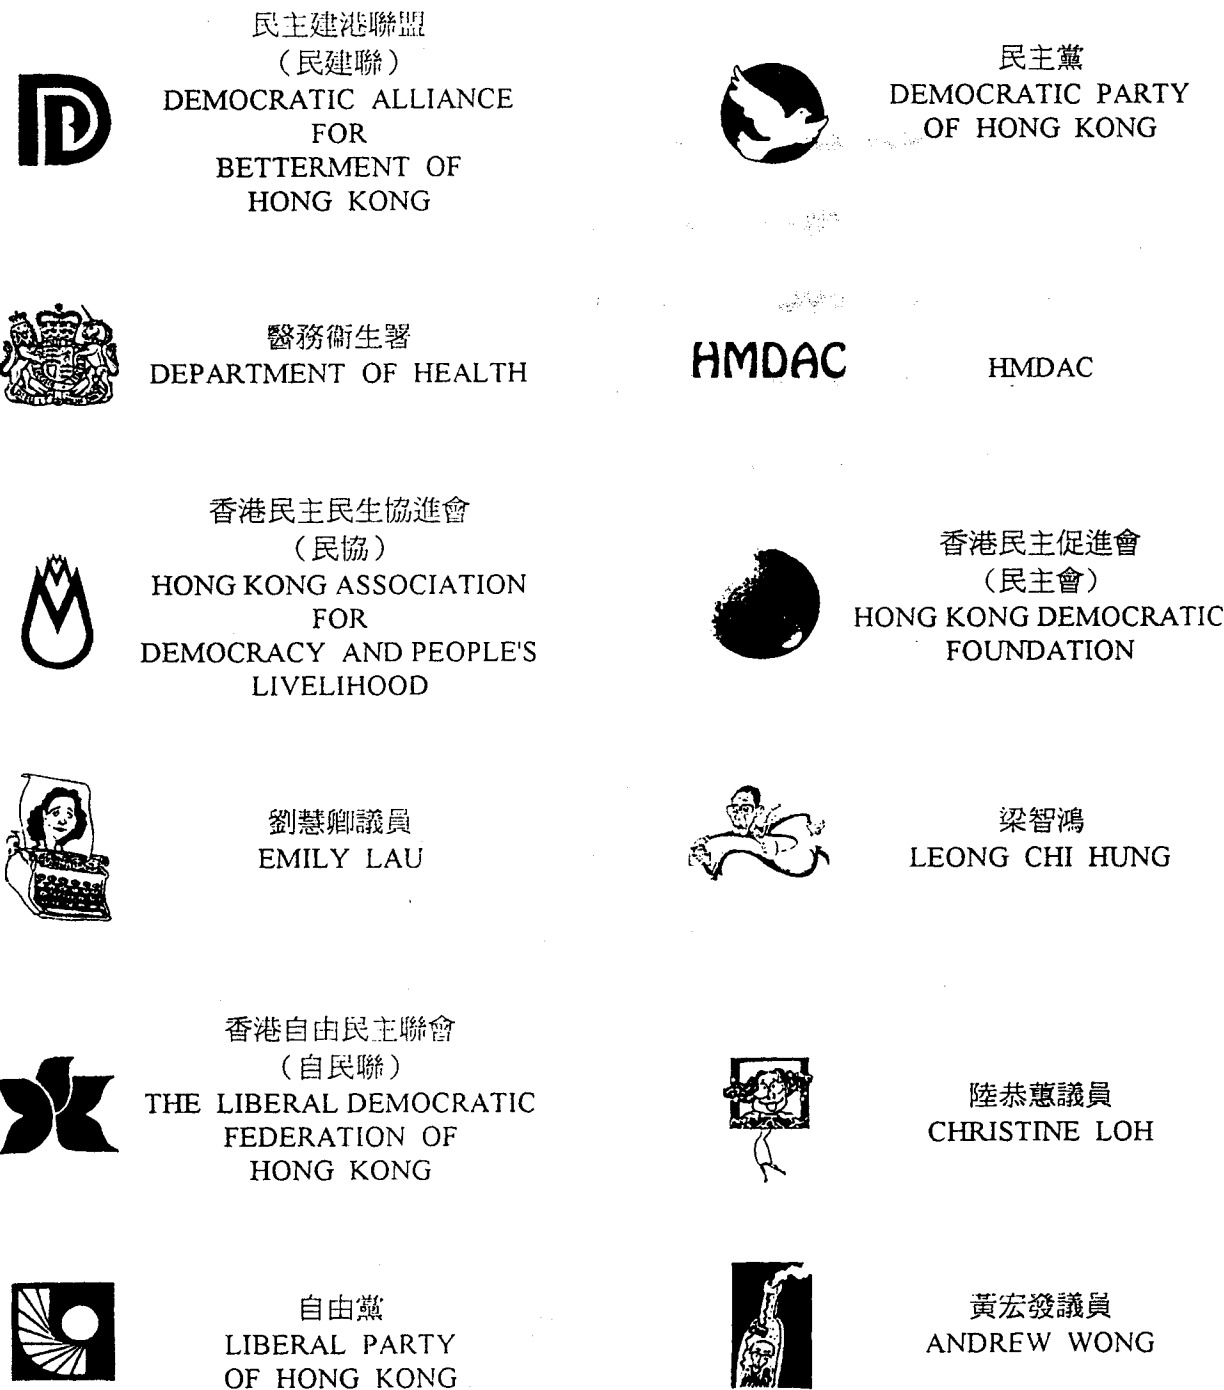 民主建港聯盟
（民建聯）
DEMOCRATIC ALLIANCE
FOR
BETTERMENT OF
HONG KONG
民主黨
DEMOCRATIC PARTY
OF HONG KONG
醫務衞生署
DEPARTMENT OF HEALTH
HMDAC
HMDAC
香港民主民生協進會
（民協）
HONG KONG ASSOCIATION
FOR
DEMOCRACY AND PEOPLE'S
LIVELIHOOD
香港民主促進會
（民主會）
HONG KONG DEMOCRATIC
FOUNDATION
劉慧卿議員
EMILY LAU
梁智鴻
LEONG CHI HUNG
香港自由民主聯會
（自民聯）
THE LIBERAL DEMOCRATIC
FEDERATION OF
HONG KONG
陸恭蕙議員
CHRISTINE LOH
自由黨
LIBERAL PARTY
OF HONG KONG
黃宏發議員
ANDREW WONG